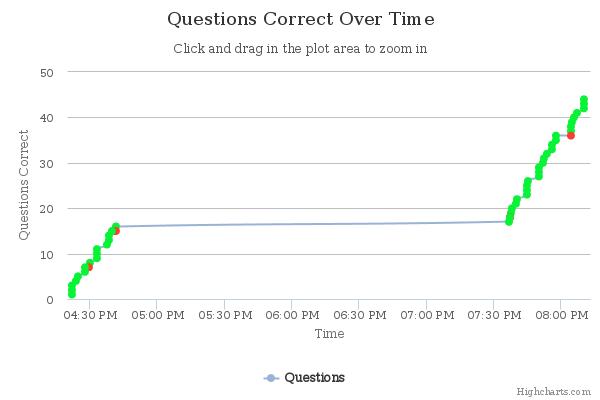 Questions Correct Over Time
Click and drag in the plot area to zoom in
Questions Correct
50
40
30
20
10
0
04:30 PM 05:00 PM 05:30 PM 06:00 PM 06:30 PM 07:00 PM 07:30 PM 08:00 PM
Time
Questions
Highcharts.com